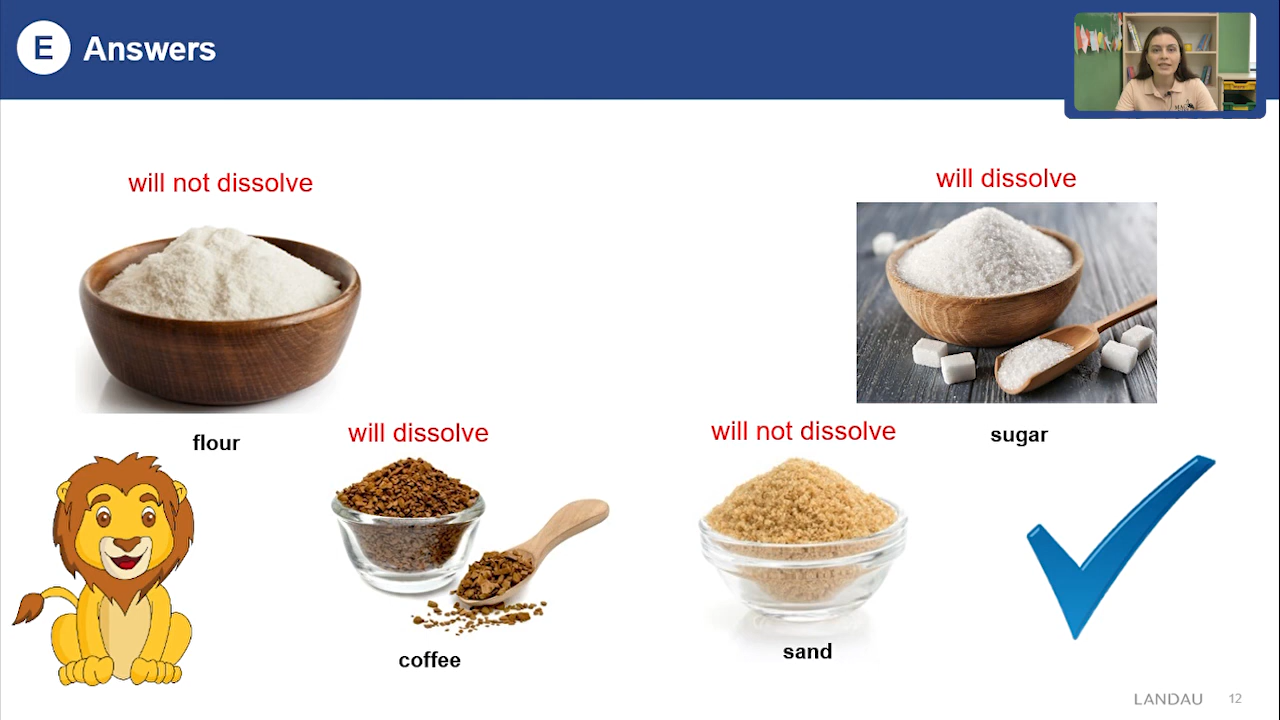 E Answers
will not dissolve
will dissolve
flour
sugar
will dissolve
will not dissolve
coffee
sand
LANDAU 12